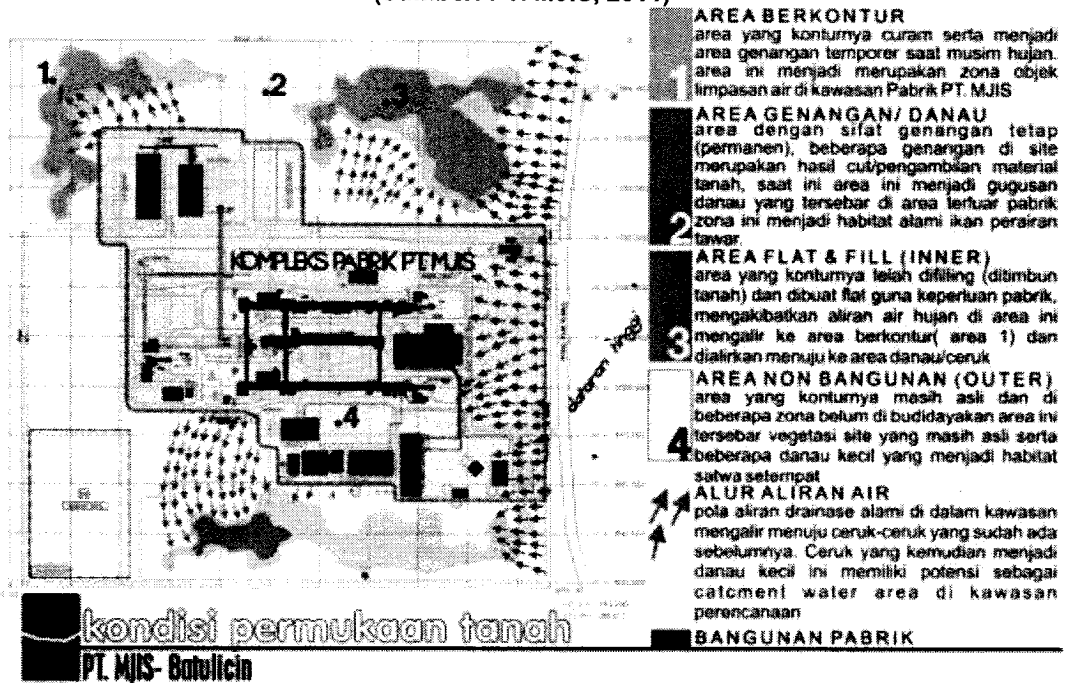 AREA BERKONTUR
area yang konturnya curam serta menjadi
area genangan temporer saat musim hujan.
area ini menjadi merupakan zona objek
limpasan air di kawasan Pabrik PT. MJIS
1
AREA GENANGAN/ DANAU
area dengan sifat genangan tetap
(permanen), beberapa genangan di site
merupakan hasil cut/pengambilan material
tanah, saat ini area ini menjadi gugusan
danau yang tersebar di area terluar pabrik
zona ini menjadi habitat alami ikan perairan
tawar.
2
AREA FLAT & FILL (INNER)
area yang konturnya telah difilling (ditimbun
tanah) dan dibuat flat guna keperluan pabrik,
mengakibatkan aliran air hujan di area ini
mengalir ke area berkontur( area 1) dan
dialirkan menuju ke area danau/ceruk
3
AREA NON BANGUNAN (OUTER)
area yang konturnya masih asli dan di
beberapa zona belum di budidayakan area ini
tersebar vegetasi site yang masih asli serta
beberapa danau kecil yang menjadi habitat
satwa setempat
4
ALUR ALIRAN AIR
pola aliran drainase alami di dalam kawasan
mengalir menuju ceruk-ceruk yang sudah ada
sebelumnya. Ceruk yang kemudian menjadi
danau kecil ini memiliki potensi sebagai
catcment water area di kawasan
perencanaan
BANGUNAN PABRIK
1.
.2
3
KOMPLEKS PABRIK PT.MJIS
.4
dataran tinggi
kondisi permukaan tanah
PT. MJIS- Batulicin